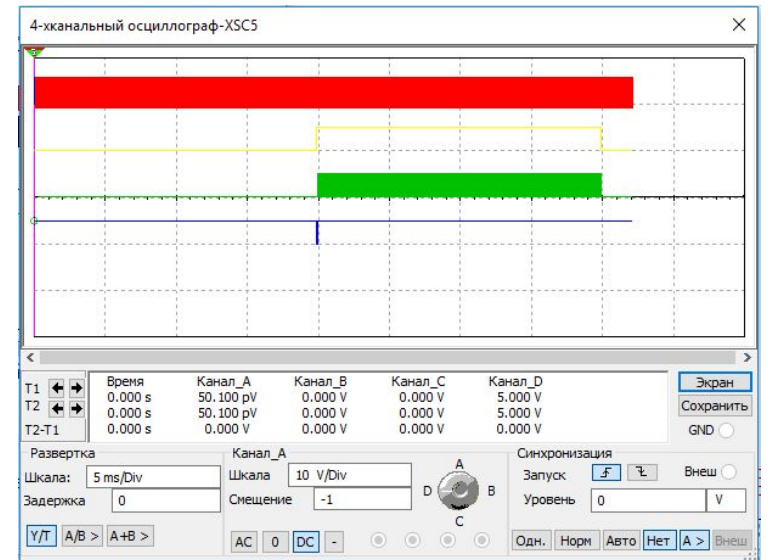 4-хканальный осциллограф-XSC5
T1 Время Канал_A Канал_B Канал_C Канал_D
0.000 s 50.100 pV 0.000 V 0.000 V 5.000 V
T2 0.000 s 50.100 pV 0.000 V 0.000 V 5.000 V
T2-T1 0.000 s 0.000 V 0.000 V 0.000 V 0.000 V
Экран
Сохранить
GND
Развертка
Шкала: 5 ms/Div
Задержка 0
Y/T A/B > A+B >
Канал_A
Шкала 10 V/Div
Смещение -1
AC 0 DC -
A
D B
C
Синхронизация
Запуск Внеш
Уровень 0 V
Одн. Норм Авто Нет A > Внеш